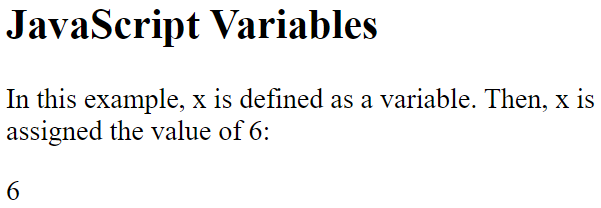 JavaScript Variables
In this example, x is defined as a variable. Then, x is
assigned the value of 6:
6